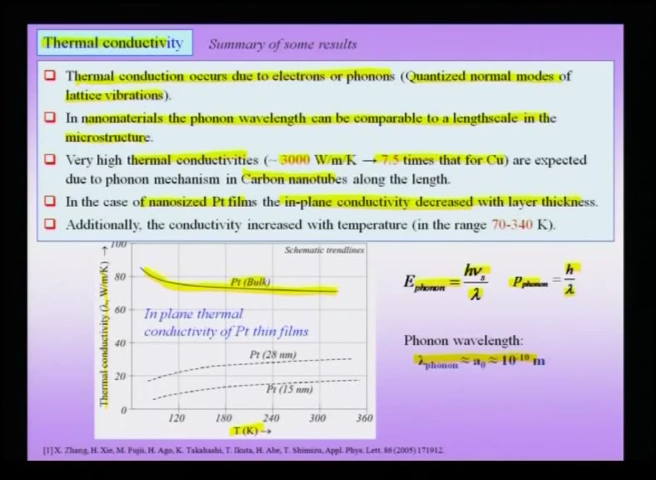 Thermal conductivity Summary of some results
❑ Thermal conduction occurs due to electrons or phonons (Quantized normal modes of
lattice vibrations).
❑ In nanomaterials the phonon wavelength can be comparable to a lengthscale in the
microstructure.
❑ Very high thermal conductivities (~ 3000 W/m/K → 7.5 times that for Cu) are expected
due to phonon mechanism in Carbon nanotubes along the length.
❑ In the case of nanosized Pt films the in-plane conductivity decreased with layer thickness.
❑ Additionally, the conductivity increased with temperature (in the range 70-340 K).
Thermal conductivity (λ, W/m/K) →
100
80
60
40
20
0
Schematic trendlines
Pt (Bulk)
In plane thermal
conductivity of Pt thin films
Pt (28 nm)
Pt (15 nm)
120 180 240 300 360
T (K) →
E phonon = hνs / λ P phonon = h / λ
Phonon wavelength:
λphonon ≈ a0 ≈ 10^-10 m
[1] X. Zhang, H. Xie, M. Fujii, H. Ago, K. Takahashi, T. Ikuta, H. Abe, T. Shimizu, Appl. Phys. Lett. 86 (2005) 171912.